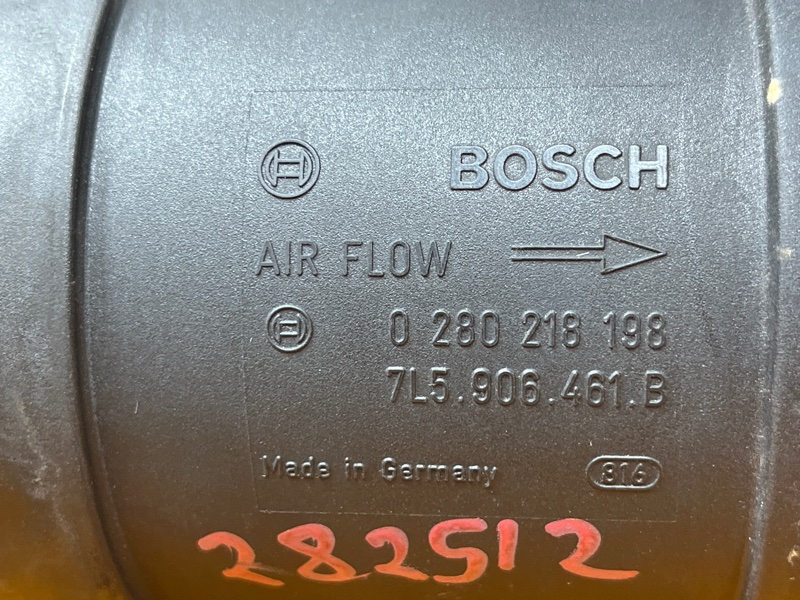 BOSCH
AIR FLOW
0 280 218 198
7L5.906.461.B
Made in Germany 816
282512